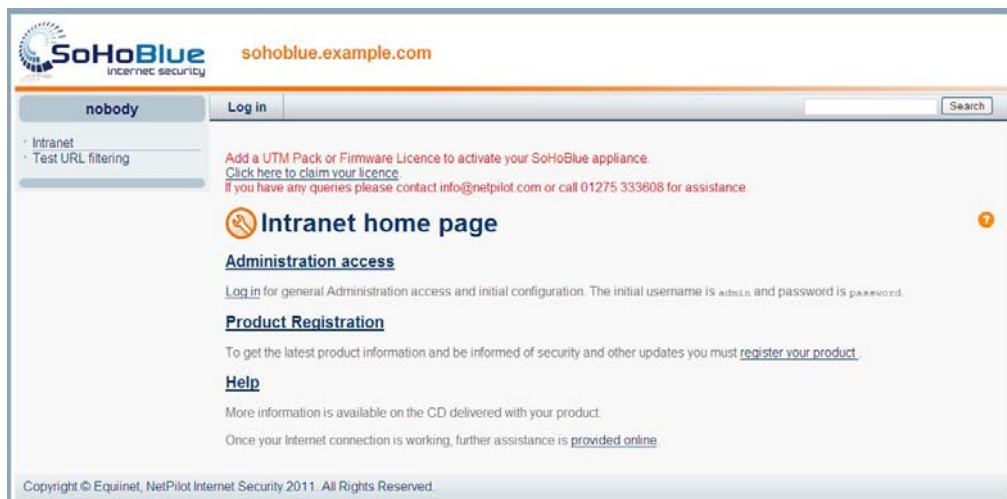 SoHoBlue
internet security
sohoblue.example.com
nobody
Log in
Search
· Intranet
· Test URL filtering
Add a UTM Pack or Firmware Licence to activate your SoHoBlue appliance.
Click here to claim your licence.
If you have any queries please contact info@netpilot.com or call 01275 333608 for assistance.
Intranet home page
?
Administration access
Log in for general Administration access and initial configuration. The initial username is admin and password is password.
Product Registration
To get the latest product information and be informed of security and other updates you must register your product.
Help
More information is available on the CD delivered with your product.
Once your Internet connection is working, further assistance is provided online.
Copyright © Equiinet, NetPilot Internet Security 2011. All Rights Reserved.